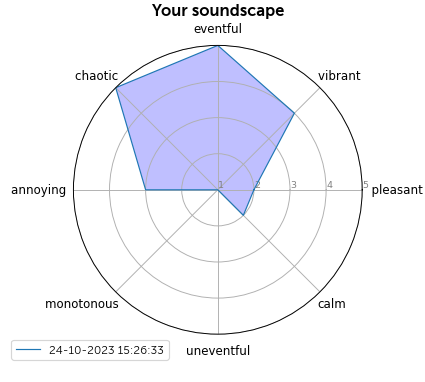 Your soundscape
eventful
chaotic
vibrant
annoying
1 2 3 4 5
pleasant
monotonous
calm
24-10-2023 15:26:33
uneventful